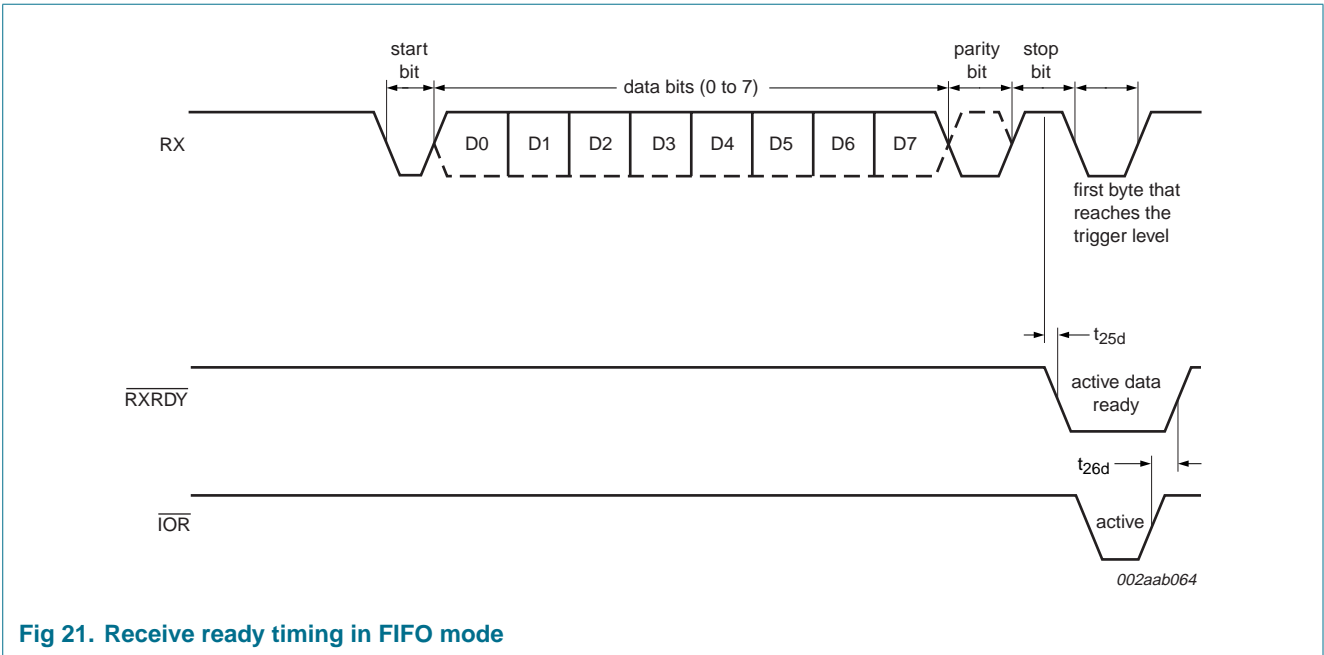 start
bit
data bits (0 to 7)
parity
bit
stop
bit
RX
D0 D1 D2 D3 D4 D5 D6 D7
first byte that
reaches the
trigger level
t25d
RXRDY
active data
ready
t26d
IOR
active
002aab064
Fig 21. Receive ready timing in FIFO mode